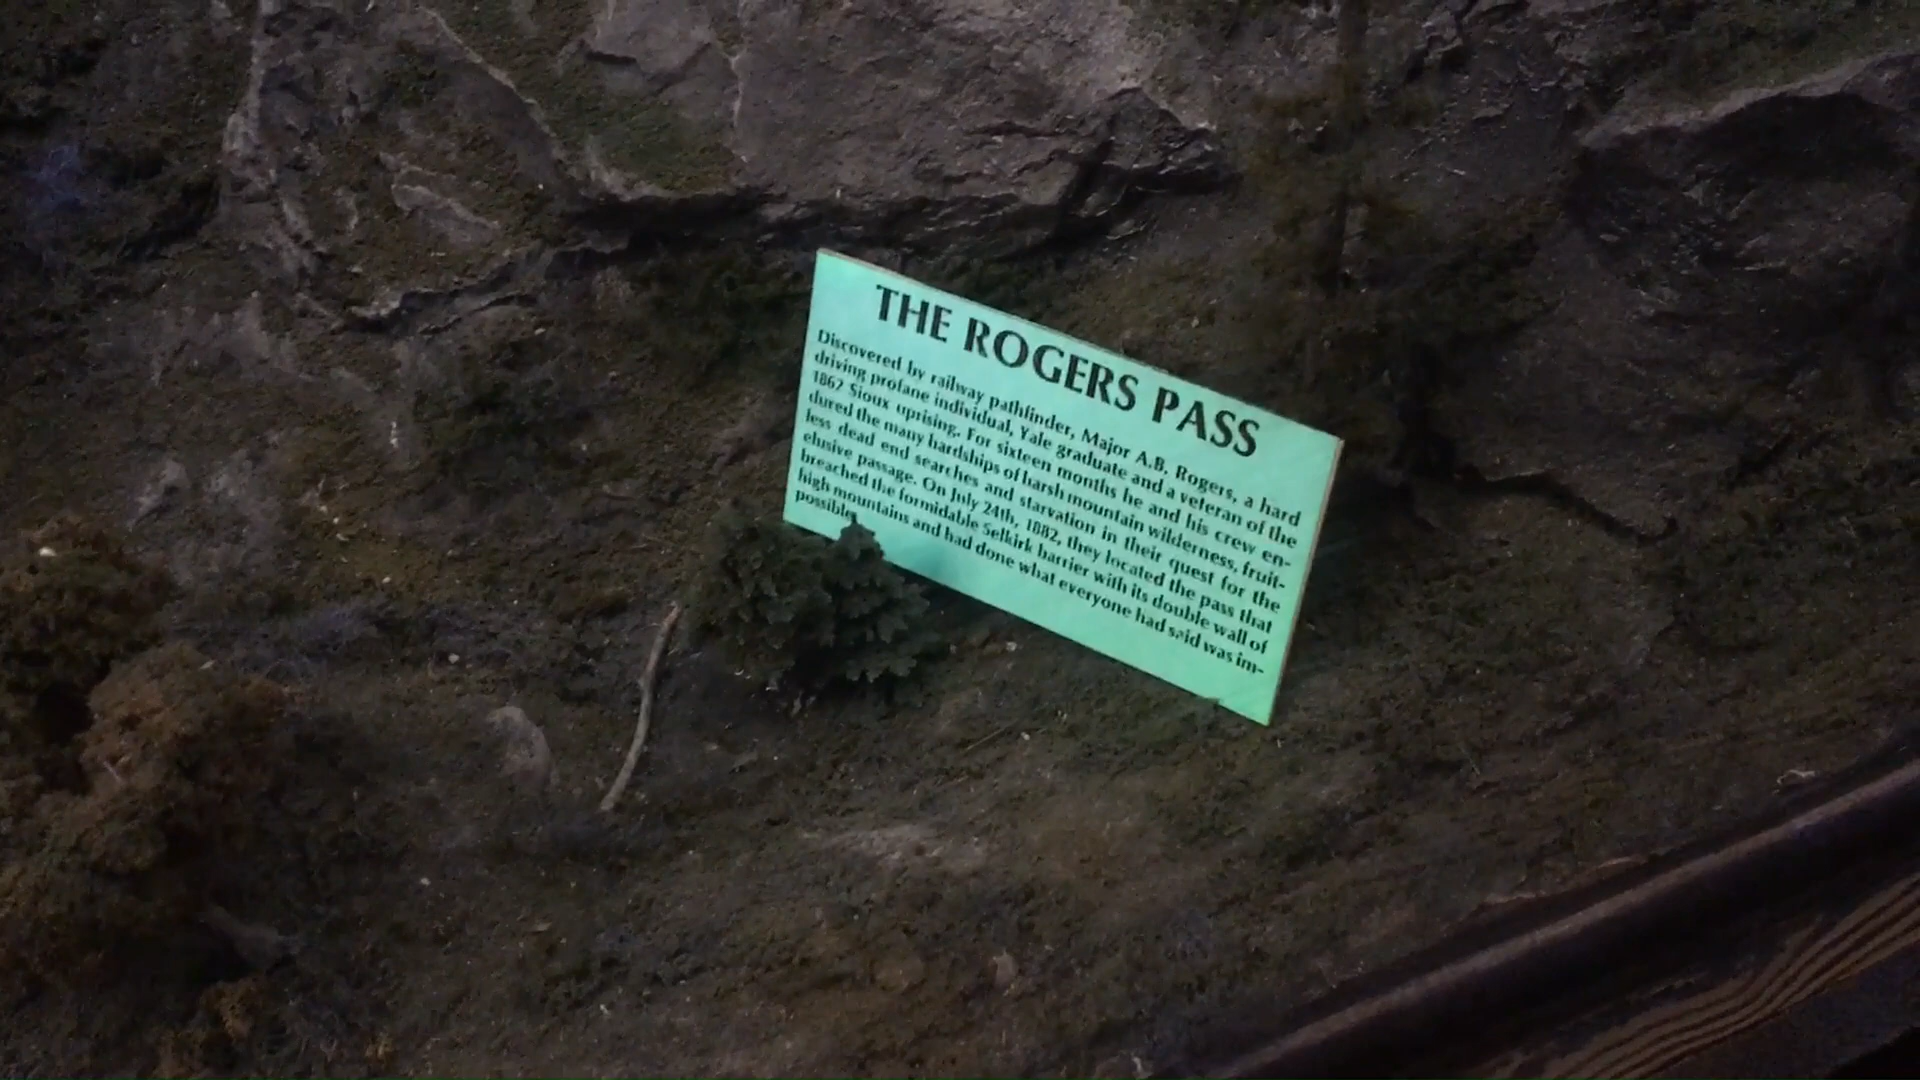 THE ROGERS PASS
Discovered by railway pathfinder, Major A.B. Rogers, a hard
driving profane individual, Yale graduate and a veteran of the
1862 Sioux uprising. For sixteen months he and his crew en-
dured the many hardships of harsh mountain wilderness, fruit-
less dead end searches and starvation in their quest for the
elusive passage. On July 24th, 1882, they located the pass that
breached the formidable Selkirk barrier with its double wall of
high mountains and had done what everyone had said was im-
possible.